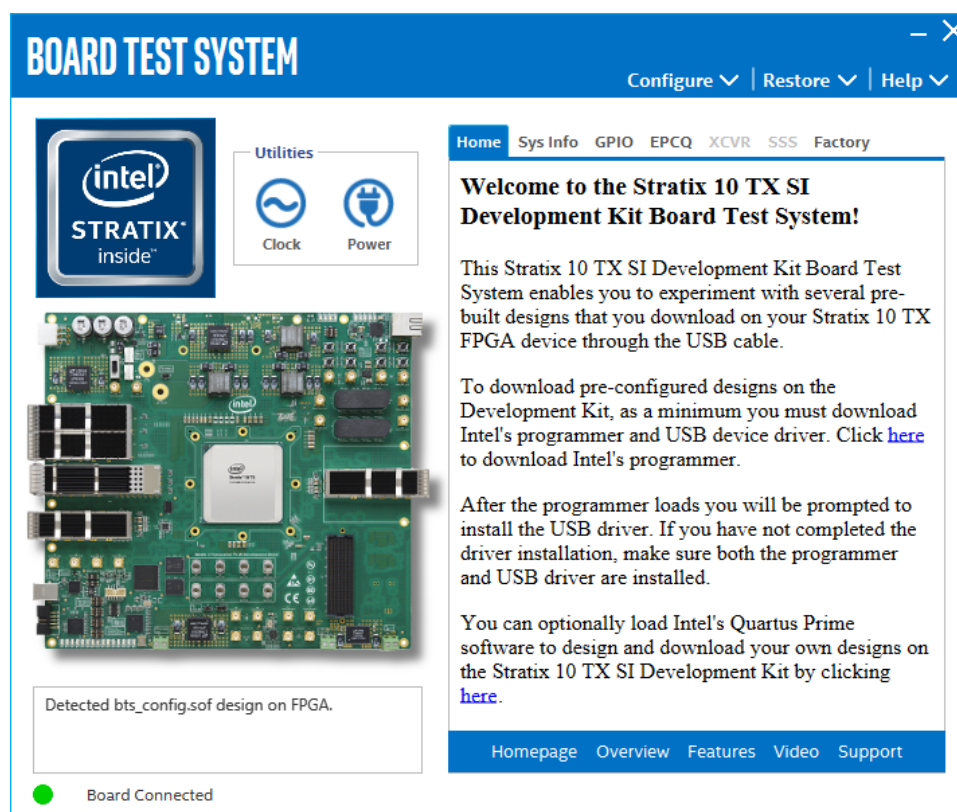 BOARD TEST SYSTEM
Configure
Restore
Help
intel
STRATIX
inside™
Utilities
Clock
Power
Home Sys Info GPIO EPCQ XCVR SSS Factory
Welcome to the Stratix 10 TX SI
Development Kit Board Test System!
This Stratix 10 TX SI Development Kit Board Test
System enables you to experiment with several pre-
built designs that you download on your Stratix 10 TX
FPGA device through the USB cable.
To download pre-configured designs on the
Development Kit, as a minimum you must download
Intel's programmer and USB device driver. Click here
to download Intel's programmer.
After the programmer loads you will be prompted to
install the USB driver. If you have not completed the
driver installation, make sure both the programmer
and USB driver are installed.
You can optionally load Intel's Quartus Prime
software to design and download your own designs on
the Stratix 10 TX SI Development Kit by clicking
here.
intel
intel
Detected bts_config.sof design on FPGA.
Homepage Overview Features Video Support
Board Connected